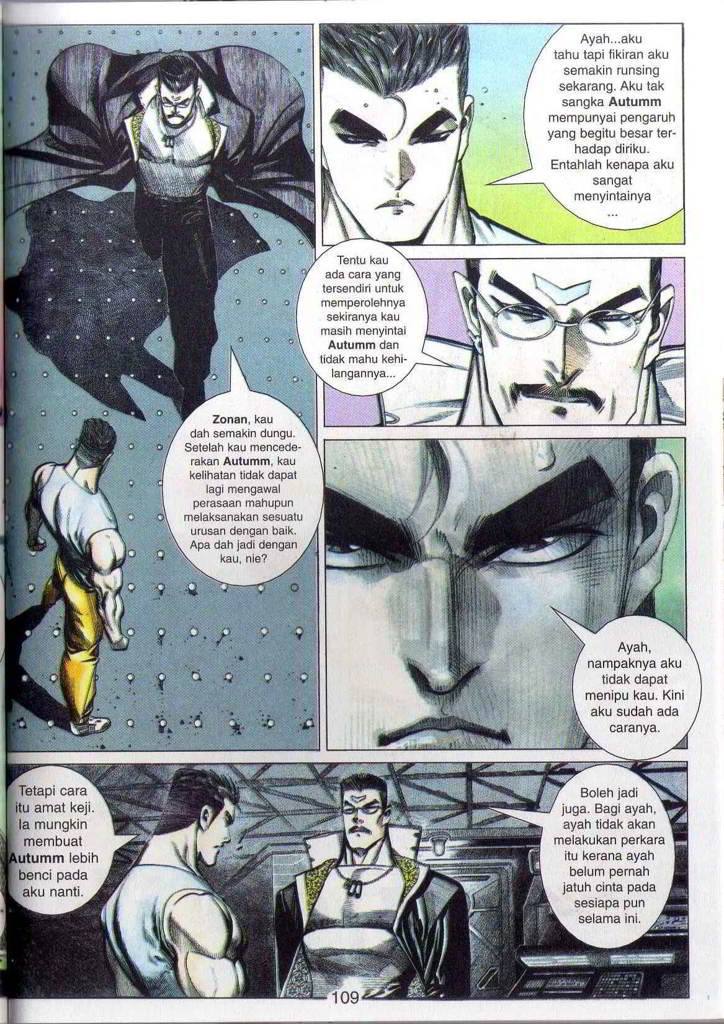 Zonan, kau
dah semakin dungu.
Setelah kau mencede-
rakan Autumm, kau
kelihatan tidak dapat
lagi mengawal
perasaan mahupun
melaksanakan sesuatu
urusan dengan baik.
Apa dah jadi dengan
kau, nie?
Ayah...aku
tahu tapi fikiran aku
semakin runsing
sekarang. Aku tak
sangka Autumm
mempunyai pengaruh
yang begitu besar ter-
hadap diriku.
Entahlah kenapa aku
sangat
menyintainya
...
Tentu kau
ada cara yang
tersendiri untuk
memperolehnya
sekiranya kau
masih menyintai
Autumm dan
tidak mahu kehi-
langannya...
Ayah,
nampaknya aku
tidak dapat
menipu kau. Kini
aku sudah ada
caranya.
Tetapi cara
itu amat keji.
Ia mungkin
membuat
Autumm lebih
benci pada
aku nanti.
Boleh jadi
juga. Bagi ayah,
ayah tidak akan
melakukan perkara
itu kerana ayah
belum pernah
jatuh cinta pada
sesiapa pun
selama ini.
109